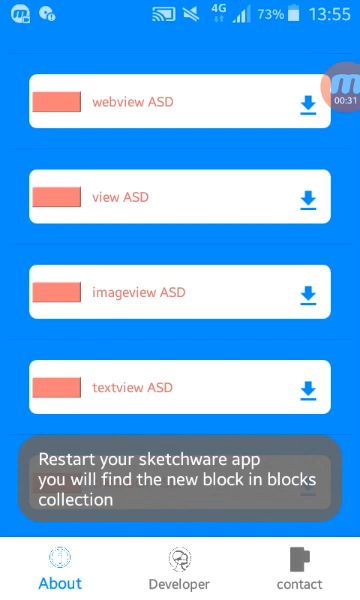 4G 73% 13:55
webview ASD
00:31
view ASD
imageview ASD
textview ASD
Restart your sketchware app
you will find the new block in blocks
collection
About
Developer
contact